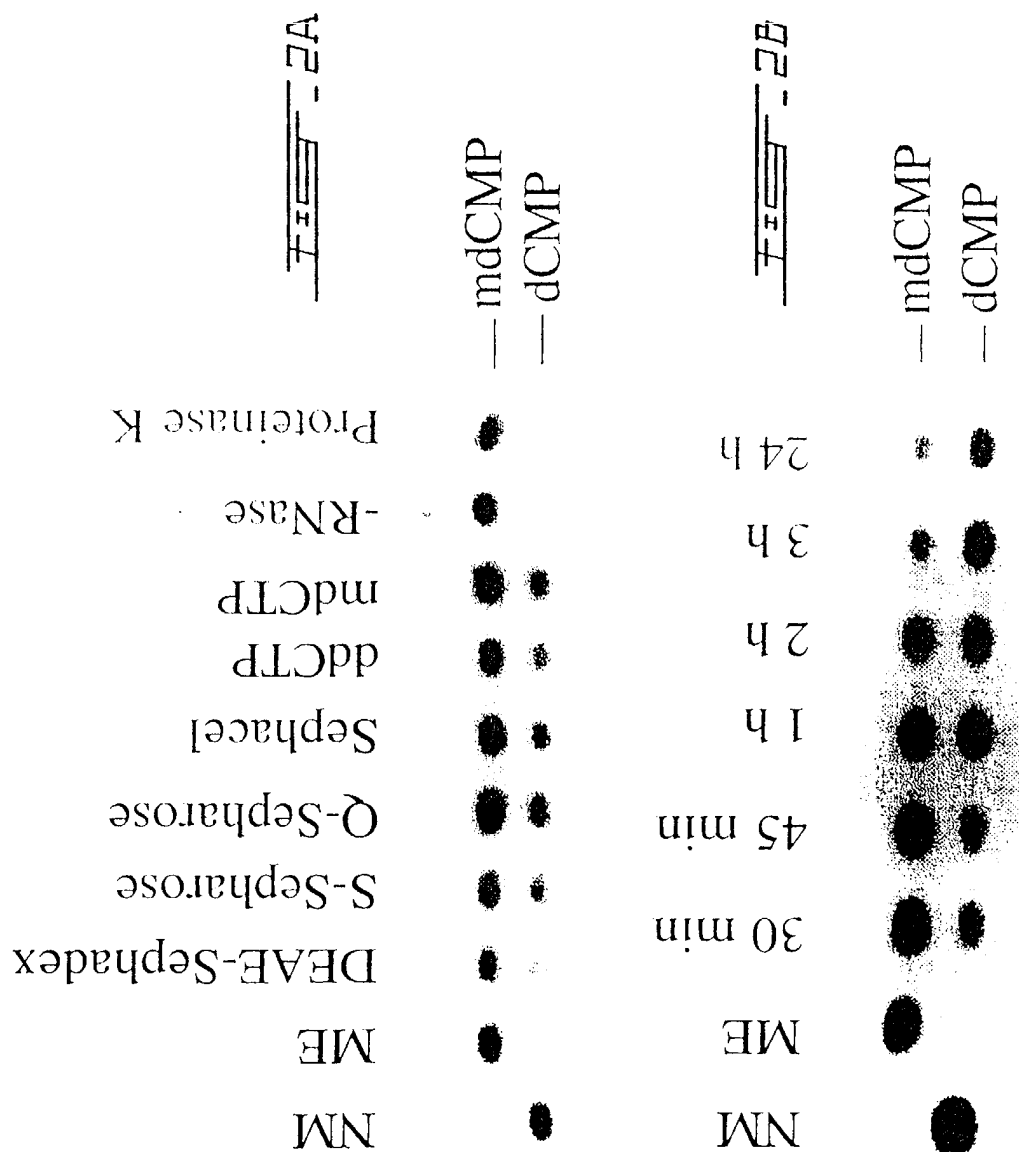 NM
ME
DEAE-Sephadex
S-Sepharose
Q-Sepharose
Sephacel
ddCTP
mdCTP
-RNase
Proteinase K
— mdCMP
— dCMP
FIG-2A
NM
ME
30 min
45 min
1 h
2 h
3 h
24 h
— mdCMP
— dCMP
FIG-2B